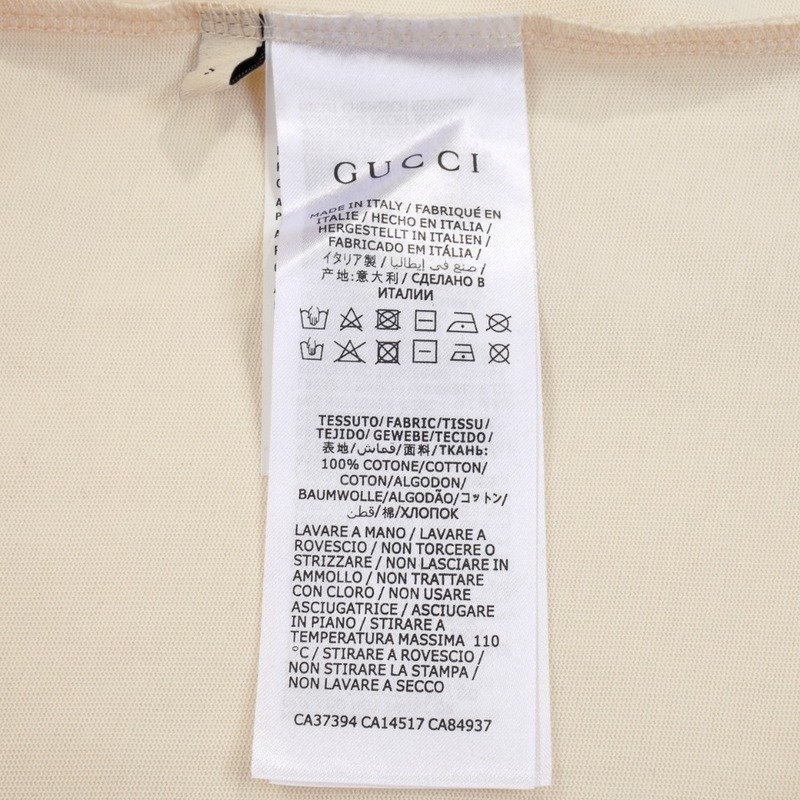 GUCCI
MADE IN ITALY / FABRIQUÉ EN
ITALIE / HECHO EN ITALIA /
HERGESTELLT IN ITALIEN /
FABRICADO EM ITÁLIA /
イタリア製 / صنع في إيطاليا /
产地:意大利 / СДЕЛАНО В
ИТАЛИИ
TESSUTO/FABRIC/TISSU/
TEJIDO/GEWEBE/TECIDO/
表地/قماش/面料/ТКАНЬ:
100% COTONE/COTTON/
COTON/ALGODON/
BAUMWOLLE/ALGODÃO/コットン/
قطن/棉/ХЛОПОК
LAVARE A MANO / LAVARE A
ROVESCIO / NON TORCERE O
STRIZZARE / NON LASCIARE IN
AMMOLLO / NON TRATTARE
CON CLORO / NON USARE
ASCIUGATRICE / ASCIUGARE
IN PIANO / STIRARE A
TEMPERATURA MASSIMA 110
°C / STIRARE A ROVESCIO /
NON STIRARE LA STAMPA /
NON LAVARE A SECCO
CA37394 CA14517 CA84937